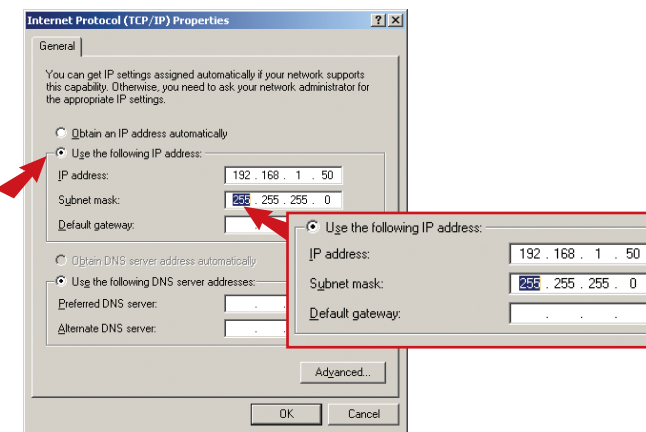 Internet Protocol (TCP/IP) Properties
General
You can get IP settings assigned automatically if your network supports
this capability. Otherwise, you need to ask your network administrator for
the appropriate IP settings.
Obtain an IP address automatically
Use the following IP address:
IP address: 192 . 168 . 1 . 50
Subnet mask: 255 . 255 . 255 . 0
Default gateway: .
Obtain DNS server address automatically
Use the following DNS server addresses:
Preferred DNS server: . .
Alternate DNS server: . .
Advanced...
OK Cancel
Use the following IP address:
IP address: 192 . 168 . 1 . 50
Subnet mask: 255 . 255 . 255 . 0
Default gateway: . . .